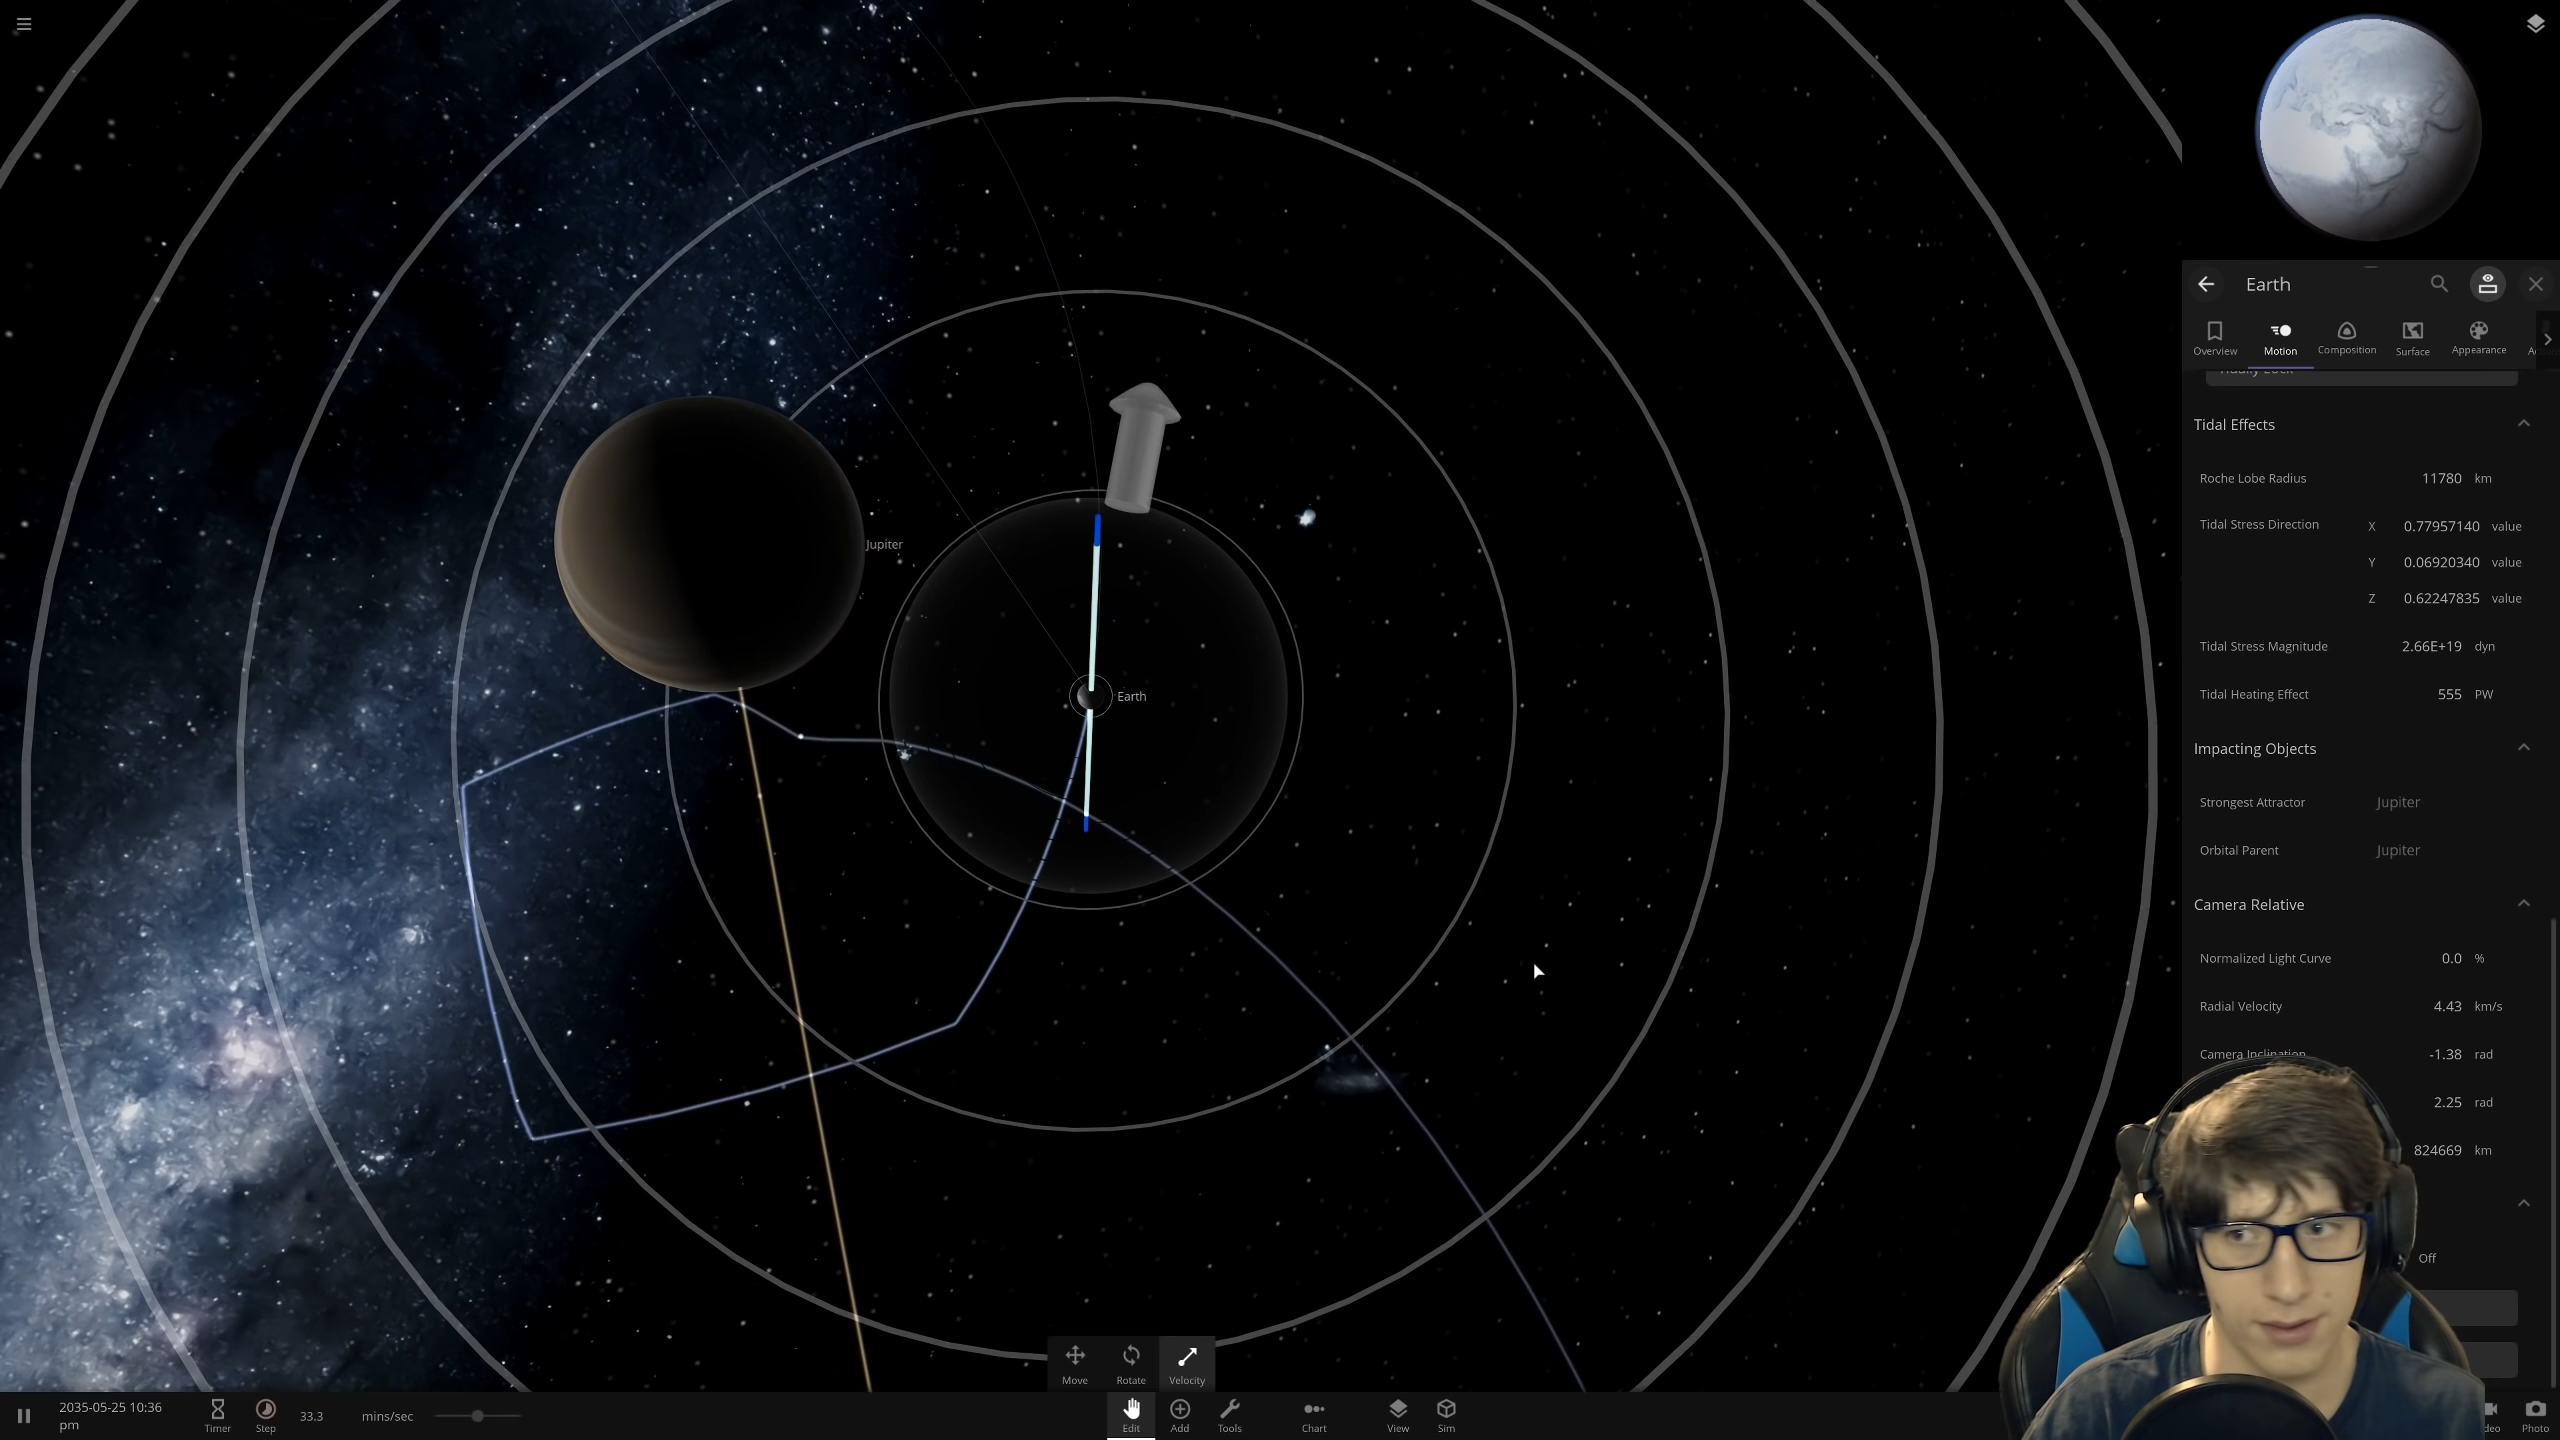 Earth
Overview
Motion
Composition
Surface
Appearance
Tidal Effects
Roche Lobe Radius 11780 km
Tidal Stress Direction X 0.77957140 value
Y 0.06920340 value
Z 0.62247835 value
Tidal Stress Magnitude 2.66E+19 dyn
Tidal Heating Effect 555 PW
Impacting Objects
Strongest Attractor Jupiter
Orbital Parent Jupiter
Camera Relative
Normalized Light Curve 0.0 %
Radial Velocity 4.43 km/s
Camera Inclination -1.38 rad
2.25 rad
824669 km
Off
Jupiter
Earth
Move
Rotate
Velocity
2035-05-25 10:36
pm
Timer
Step
33.3 mins/sec
Edit
Add
Tools
Chart
View
Sim
Photo